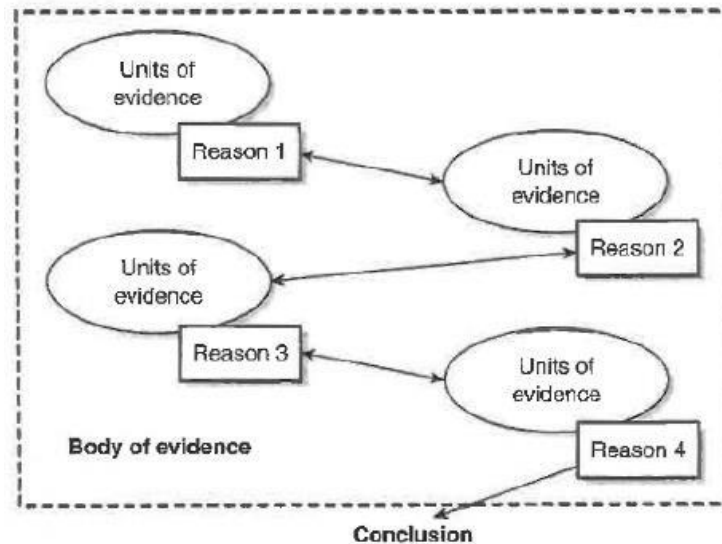 Units of
evidence
Reason 1
Units of
evidence
Reason 2
Units of
evidence
Reason 3
Units of
evidence
Reason 4
Body of evidence
Conclusion